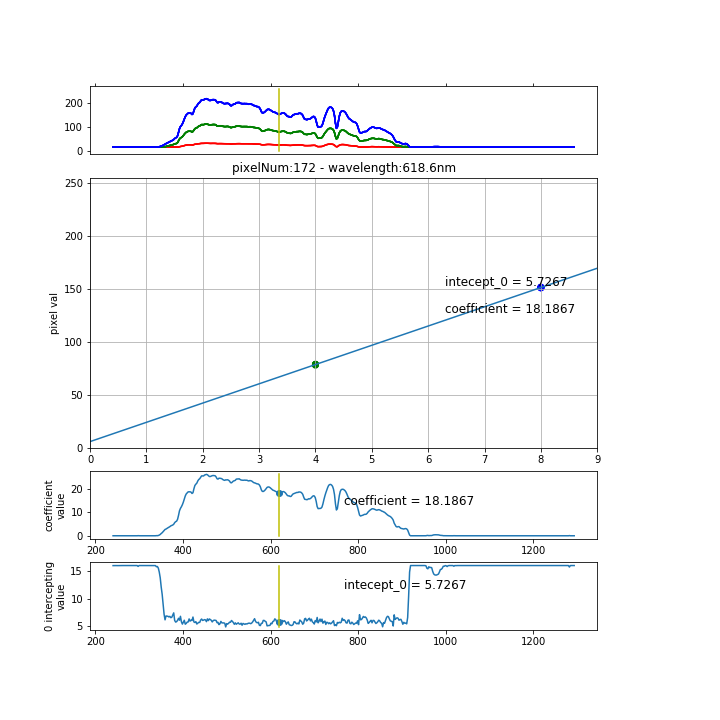 200
100
0
pixelNum:172 - wavelength:618.6nm
250
200
150
100
50
0
pixel val
intecept_0 = 5.7267
coefficient = 18.1867
0 1 2 3 4 5 6 7 8 9
coefficient
value
20
10
0
coefficient = 18.1867
200 400 600 800 1000 1200
0 intercepting
value
15
10
5
intecept_0 = 5.7267
200 400 600 800 1000 1200